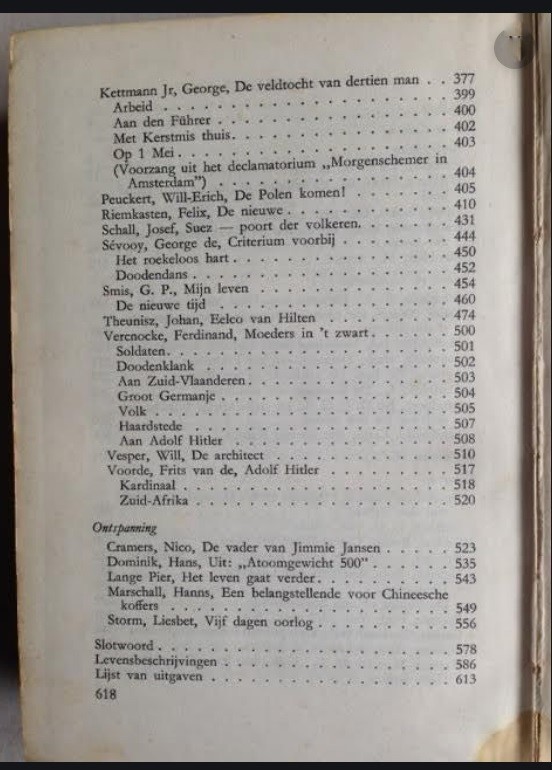 Kettmann Jr, George, De veldtocht van dertien man . . 377
Arbeid . . . . . . . . . . . . . . . . . . . 399
Aan den Führer . . . . . . . . . . . . . . . . 400
Met Kerstmis thuis. . . . . . . . . . . . . . . 402
Op 1 Mei. . . . . . . . . . . . . . . . . . . 403
(Voorzang uit het declamatorium „Morgenschemer in
Amsterdam”) . . . . . . . . . . . . . . . . 404
Peuckert, Will-Erich, De Polen komen! . . . . . . . 405
Riemkasten, Felix, De nieuwe . . . . . . . . . . . 410
Schall, Josef, Suez — poort der volkeren. . . . . . . 431
Sévooy, George de, Criterium voorbij . . . . . . . . 444
Het roekeloos hart . . . . . . . . . . . . . . . 450
Doodendans . . . . . . . . . . . . . . . . . . 452
Smis, G. P., Mijn leven . . . . . . . . . . . . . 454
De nieuwe tijd . . . . . . . . . . . . . . . . 460
Theunisz, Johan, Eelco van Hilten . . . . . . . . . 474
Vercnocke, Ferdinand, Moeders in 't zwart . . . . . . 500
Soldaten. . . . . . . . . . . . . . . . . . . 501
Doodenklank . . . . . . . . . . . . . . . . . 502
Aan Zuid-Vlaanderen. . . . . . . . . . . . . . 503
Groot Germanje . . . . . . . . . . . . . . . . 504
Volk . . . . . . . . . . . . . . . . . . . . 505
Haardstede . . . . . . . . . . . . . . . . . . 507
Aan Adolf Hitler . . . . . . . . . . . . . . . 508
Vesper, Will, De architect . . . . . . . . . . . . 510
Voorde, Frits van de, Adolf Hitler . . . . . . . . . 517
Kardinaal . . . . . . . . . . . . . . . . . . 518
Zuid-Afrika . . . . . . . . . . . . . . . . . 520
Ontspanning
Cramers, Nico, De vader van Jimmie Jansen . . . . . 523
Dominik, Hans, Uit: „Atoomgewicht 500” . . . . . . 535
Lange Pier, Het leven gaat verder. . . . . . . . . . 543
Marschall, Hanns, Een belangstellende voor Chineesche
koffers . . . . . . . . . . . . . . . . . . . 549
Storm, Liesbet, Vijf dagen oorlog . . . . . . . . . 556
Slotwoord . . . . . . . . . . . . . . . . . . . 578
Levensbeschrijvingen . . . . . . . . . . . . . . . 586
Lijst van uitgaven . . . . . . . . . . . . . . . . 613
618